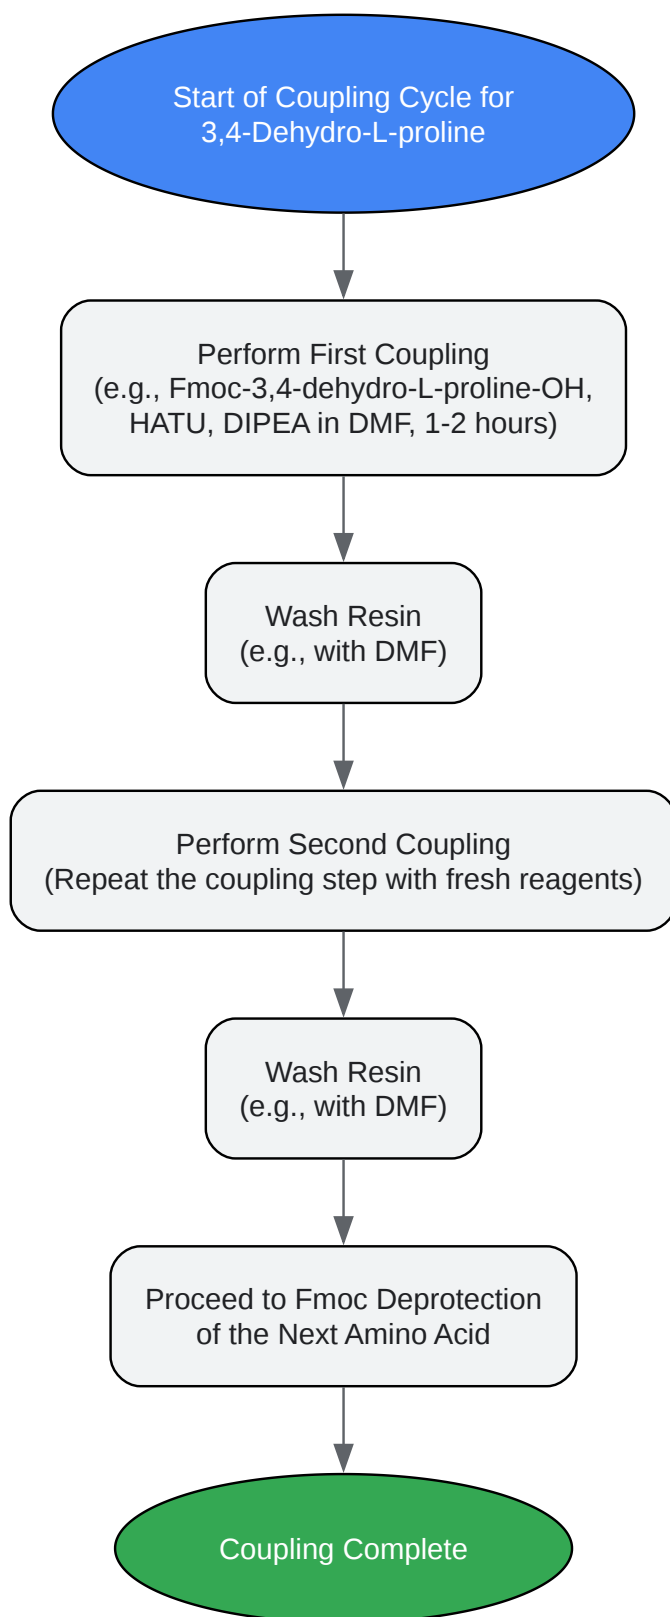 Start of Coupling Cycle for
3,4-Dehydro-L-proline
Perform First Coupling
(e.g., Fmoc-3,4-dehydro-L-proline-OH,
HATU, DIPEA in DMF, 1-2 hours)
Wash Resin
(e.g., with DMF)
Perform Second Coupling
(Repeat the coupling step with fresh reagents)
Wash Resin
(e.g., with DMF)
Proceed to Fmoc Deprotection
of the Next Amino Acid
Coupling Complete